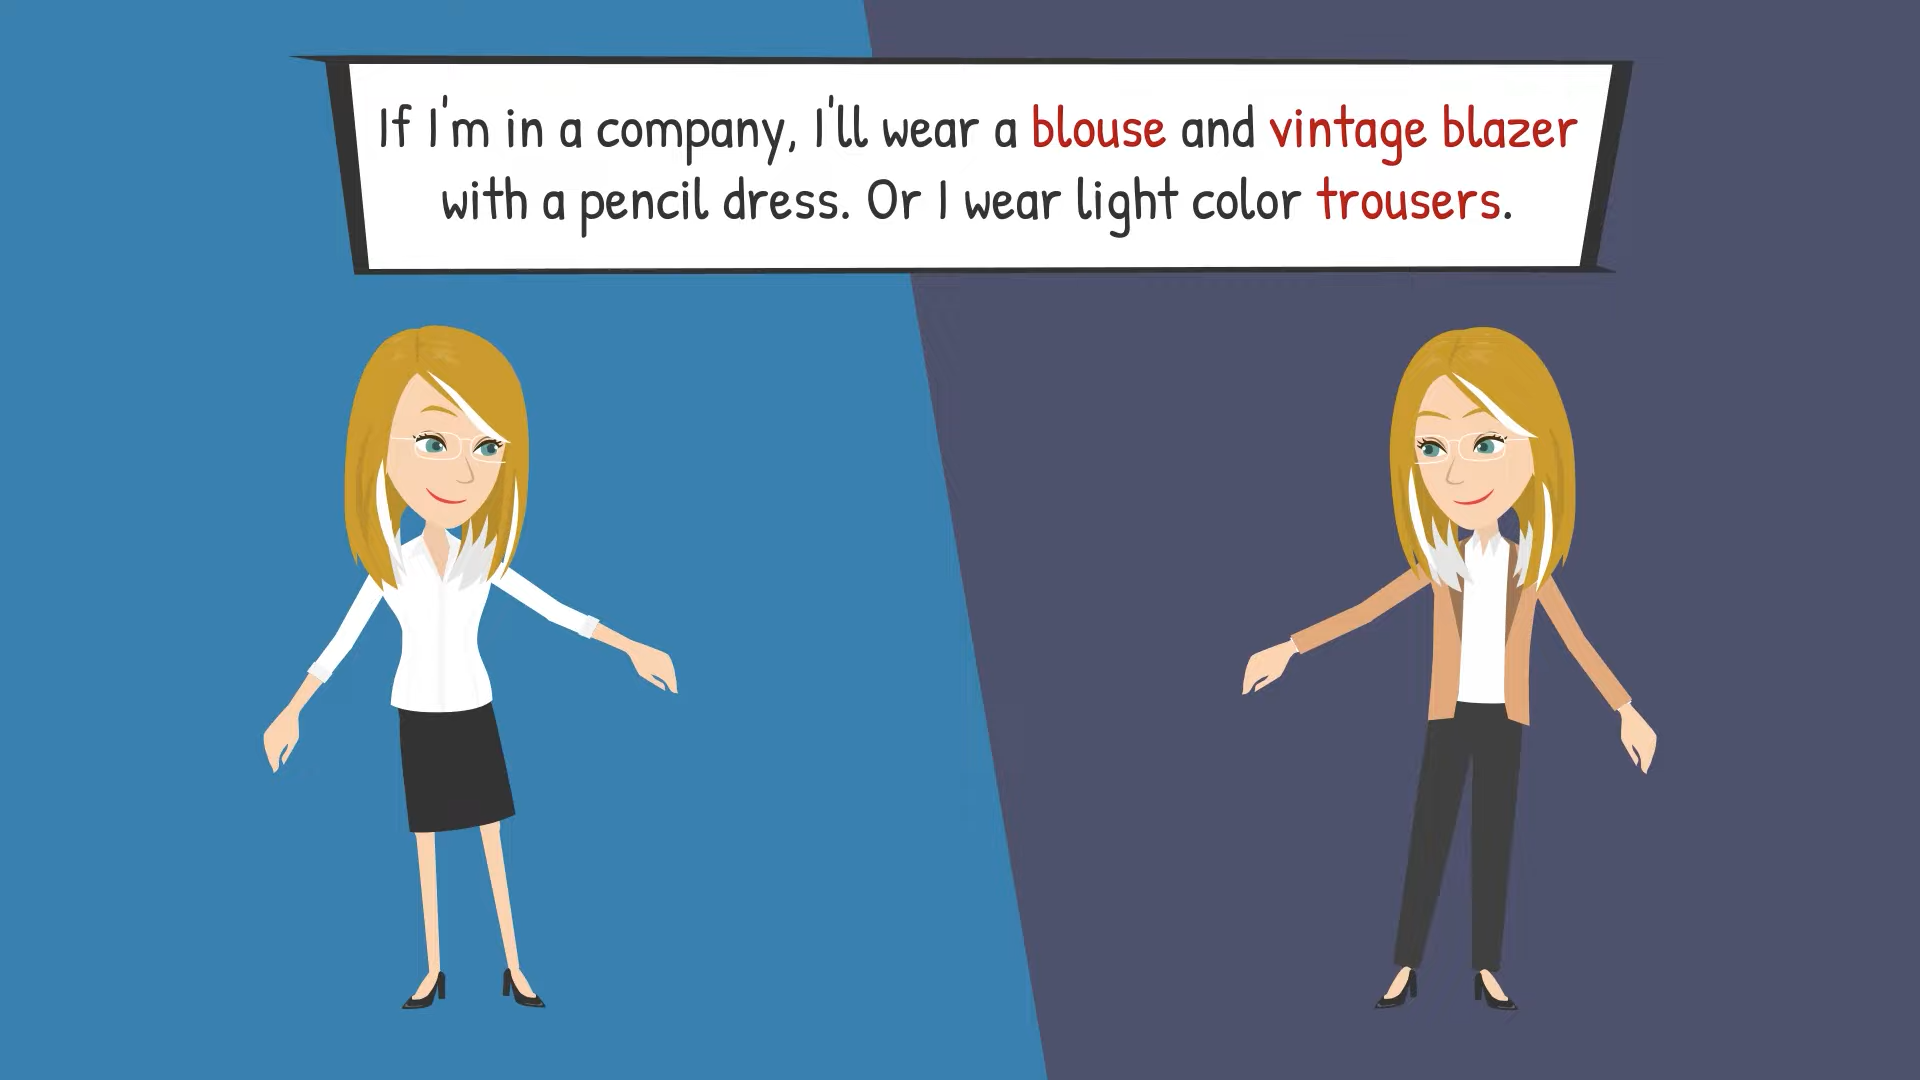 If I'm in a company, I'll wear a blouse and vintage blazer
with a pencil dress. Or I wear light color trousers.